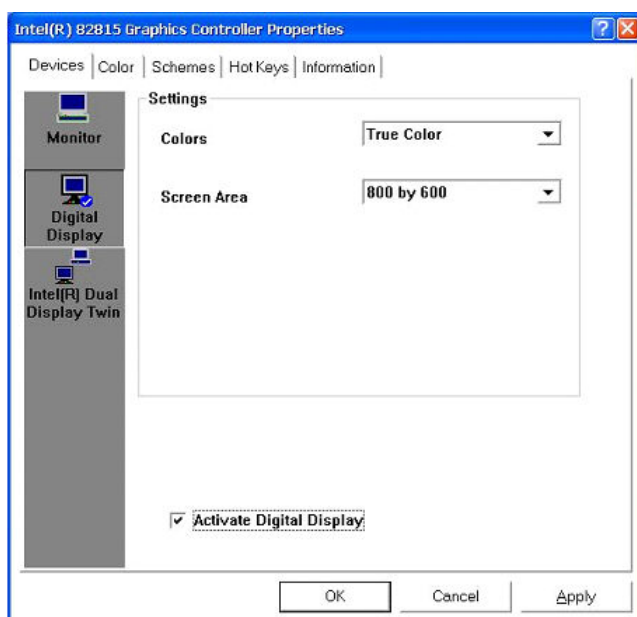 Intel(R) 82815 Graphics Controller Properties
Devices Color Schemes Hot Keys Information
Settings
Monitor
Colors True Color
Screen Area 800 by 600
Digital
Display
Intel(R) Dual
Display Twin
Activate Digital Display
OK Cancel Apply